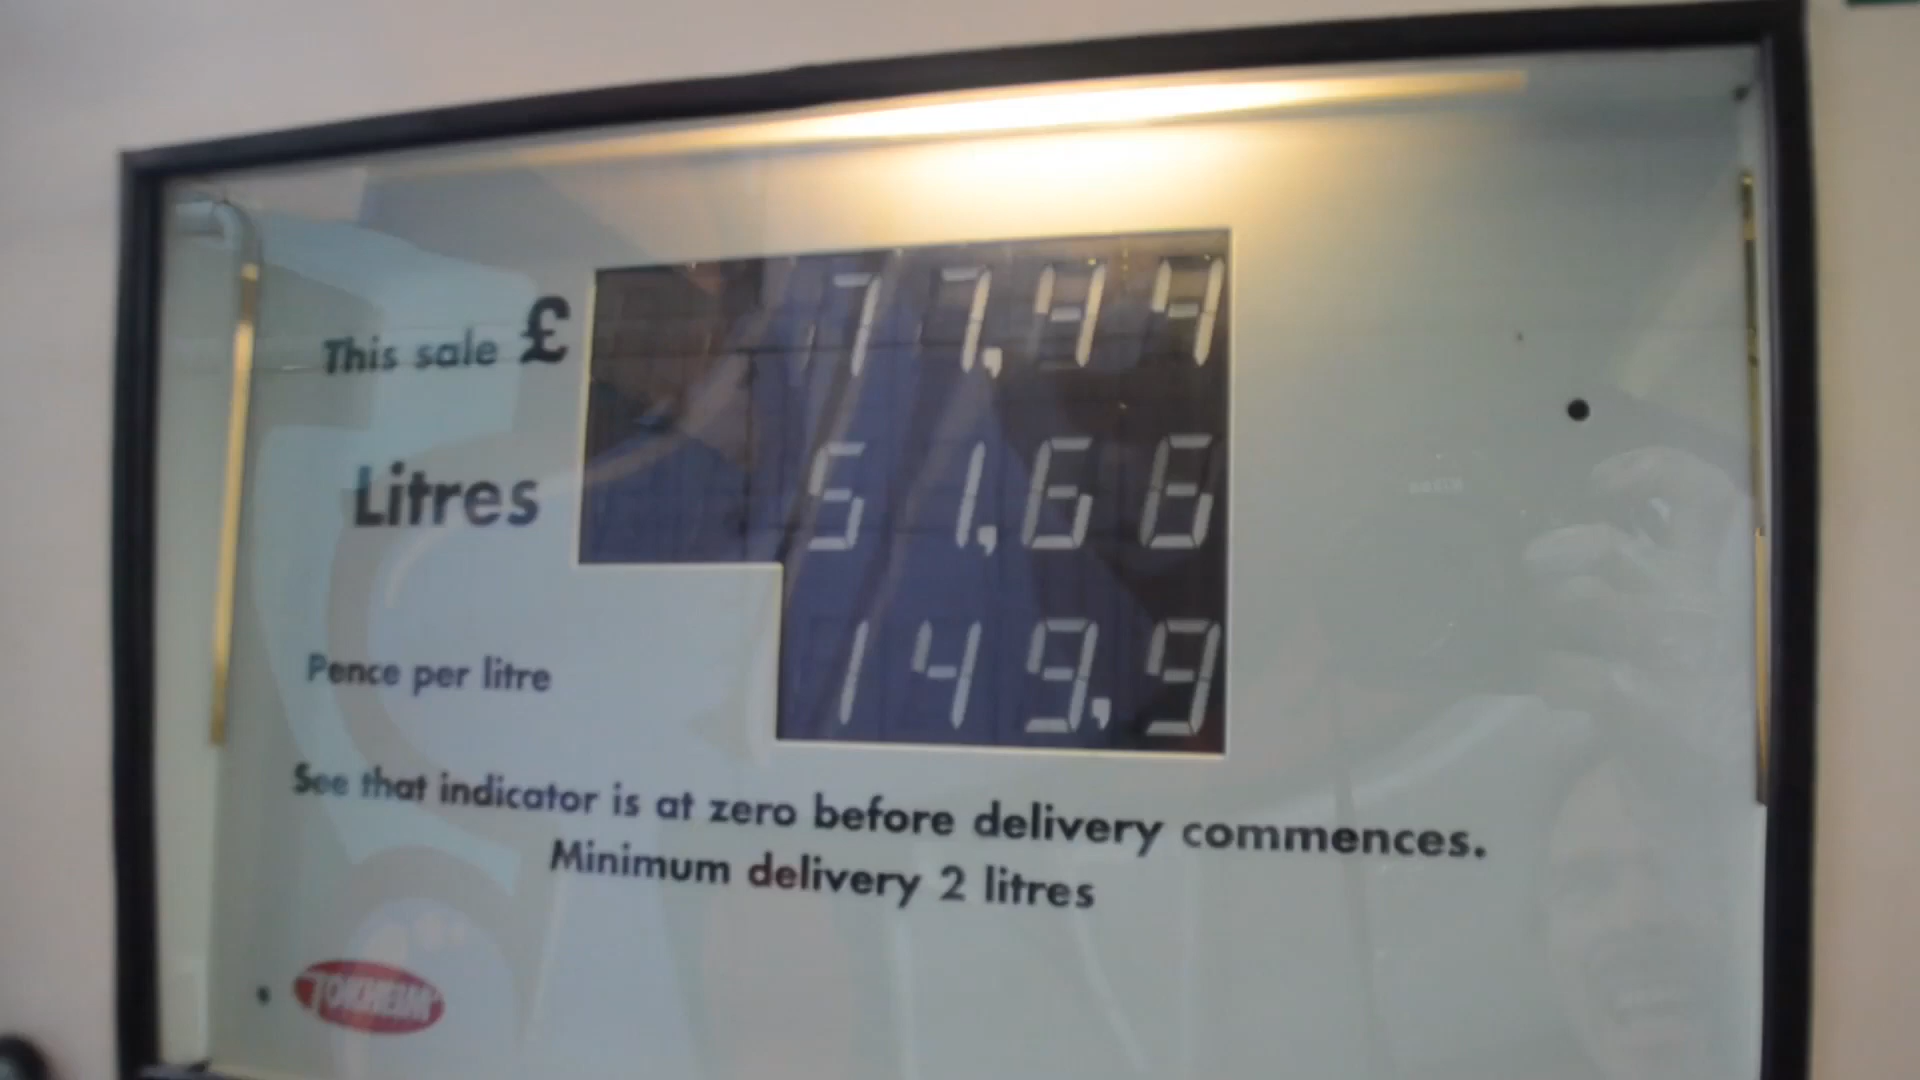 This sale £ 77,44
Litres 51,66
Pence per litre 149,9
See that indicator is at zero before delivery commences.
Minimum delivery 2 litres
TOKHEIM